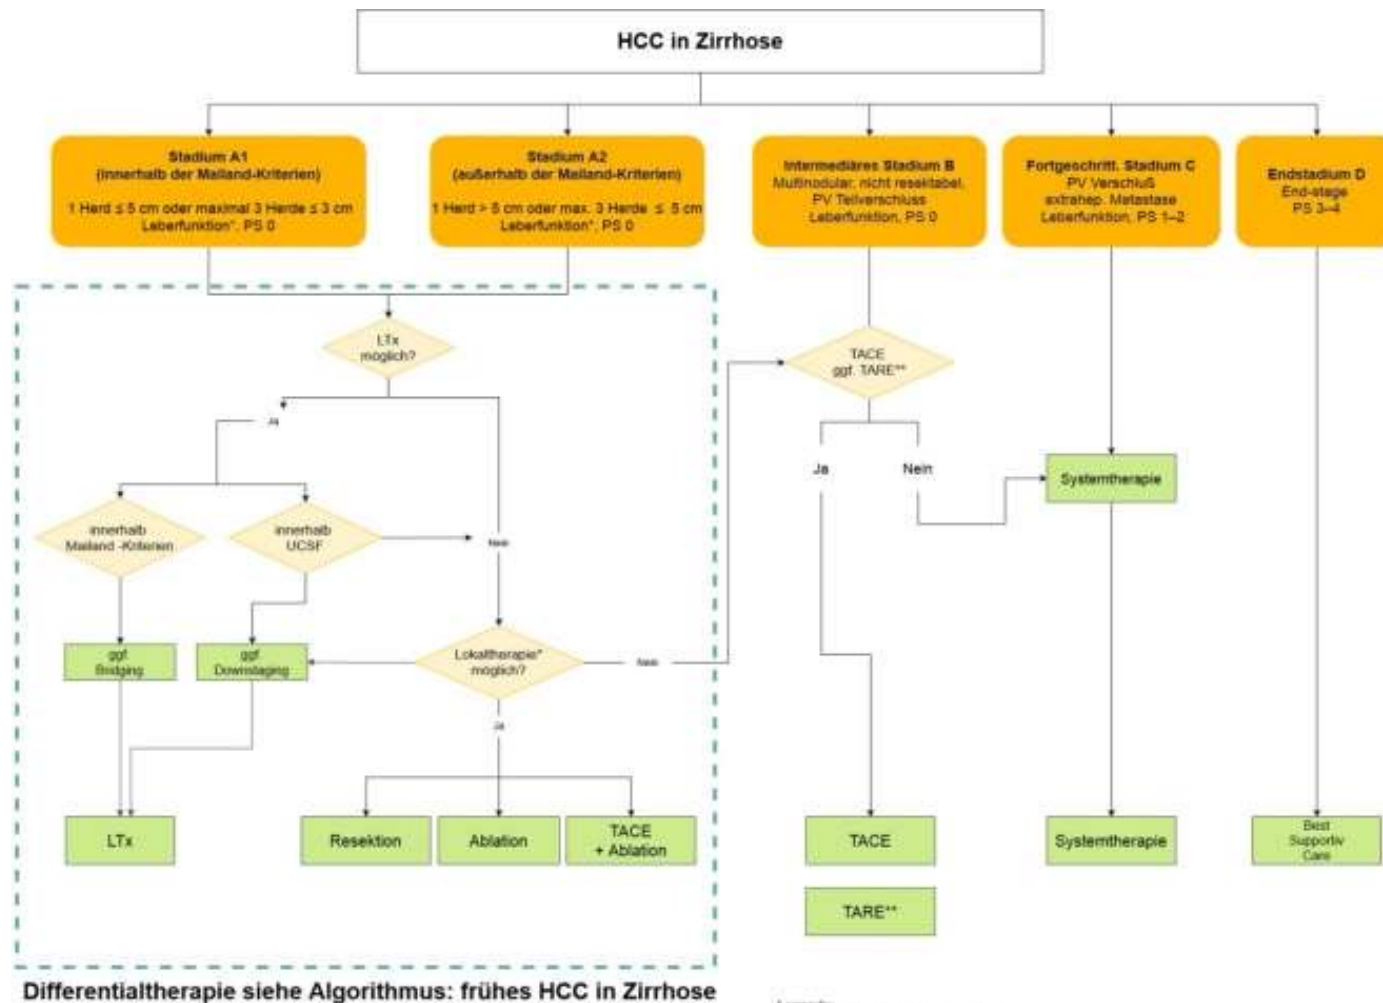 HCC in Zirrhose
Stadium A1
(innerhalb der Mailand-Kriterien)
1 Herd ≤ 5 cm oder maximal 3 Herde ≤ 3 cm
Leberfunktion*, PS 0
Stadium A2
(außerhalb der Mailand-Kriterien)
1 Herd > 5 cm oder max. 3 Herde ≤ 5 cm
Leberfunktion*, PS 0
Intermediäres Stadium B
Multinodular, nicht resektabel,
PV Teilverschluss
Leberfunktion, PS 0
Fortgeschritt. Stadium C
PV Verschluß
extrahep. Metastase
Leberfunktion, PS 1–2
Endstadium D
End-stage
PS 3–4
LTx
möglich?
TACE
ggf. TARE**
Ja
Ja
Nein
Systemtherapie
innerhalb
Mailand -Kriterien
innerhalb
UCSF
Nein
ggf.
Bridging
ggf.
Downstaging
Lokaltherapie*
möglich?
Nein
Ja
LTx
Resektion
Ablation
TACE
+ Ablation
TACE
Systemtherapie
Best
Supportiv
Care
TARE**
Differentialtherapie siehe Algorithmus: frühes HCC in Zirrhose